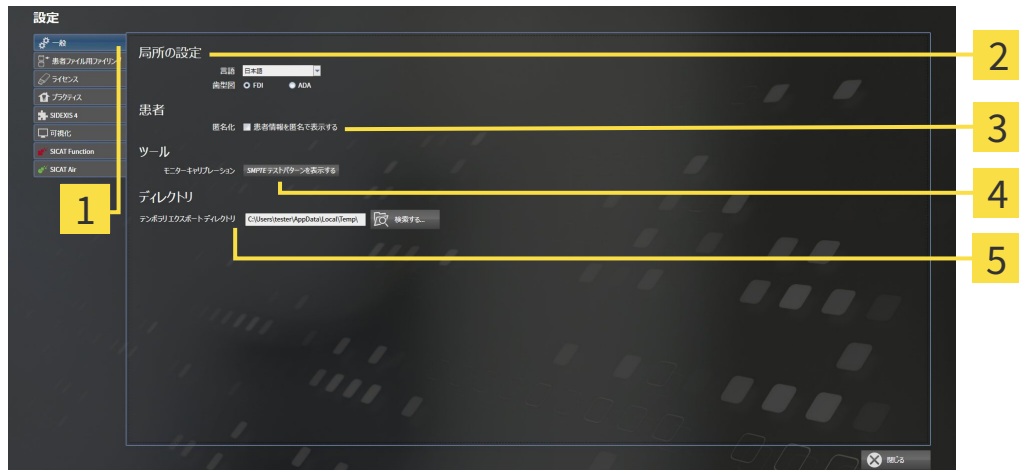 設定
一般
患者ファイル用ファイリング
ライセンス
プラクティス
SIDEXIS 4
可視化
SICAT Function
SICAT Air
局所の設定
言語 日本語
歯型図 FDI ADA
患者
匿名化 患者情報を匿名で表示する
ツール
モニターキャリブレーション SMPTE テストパターンを表示する
ディレクトリ
テンポラリエクスポートディレクトリ C:\Users\tester\AppData\Local\Temp\ 検索する...
閉じる
1
2
3
4
5